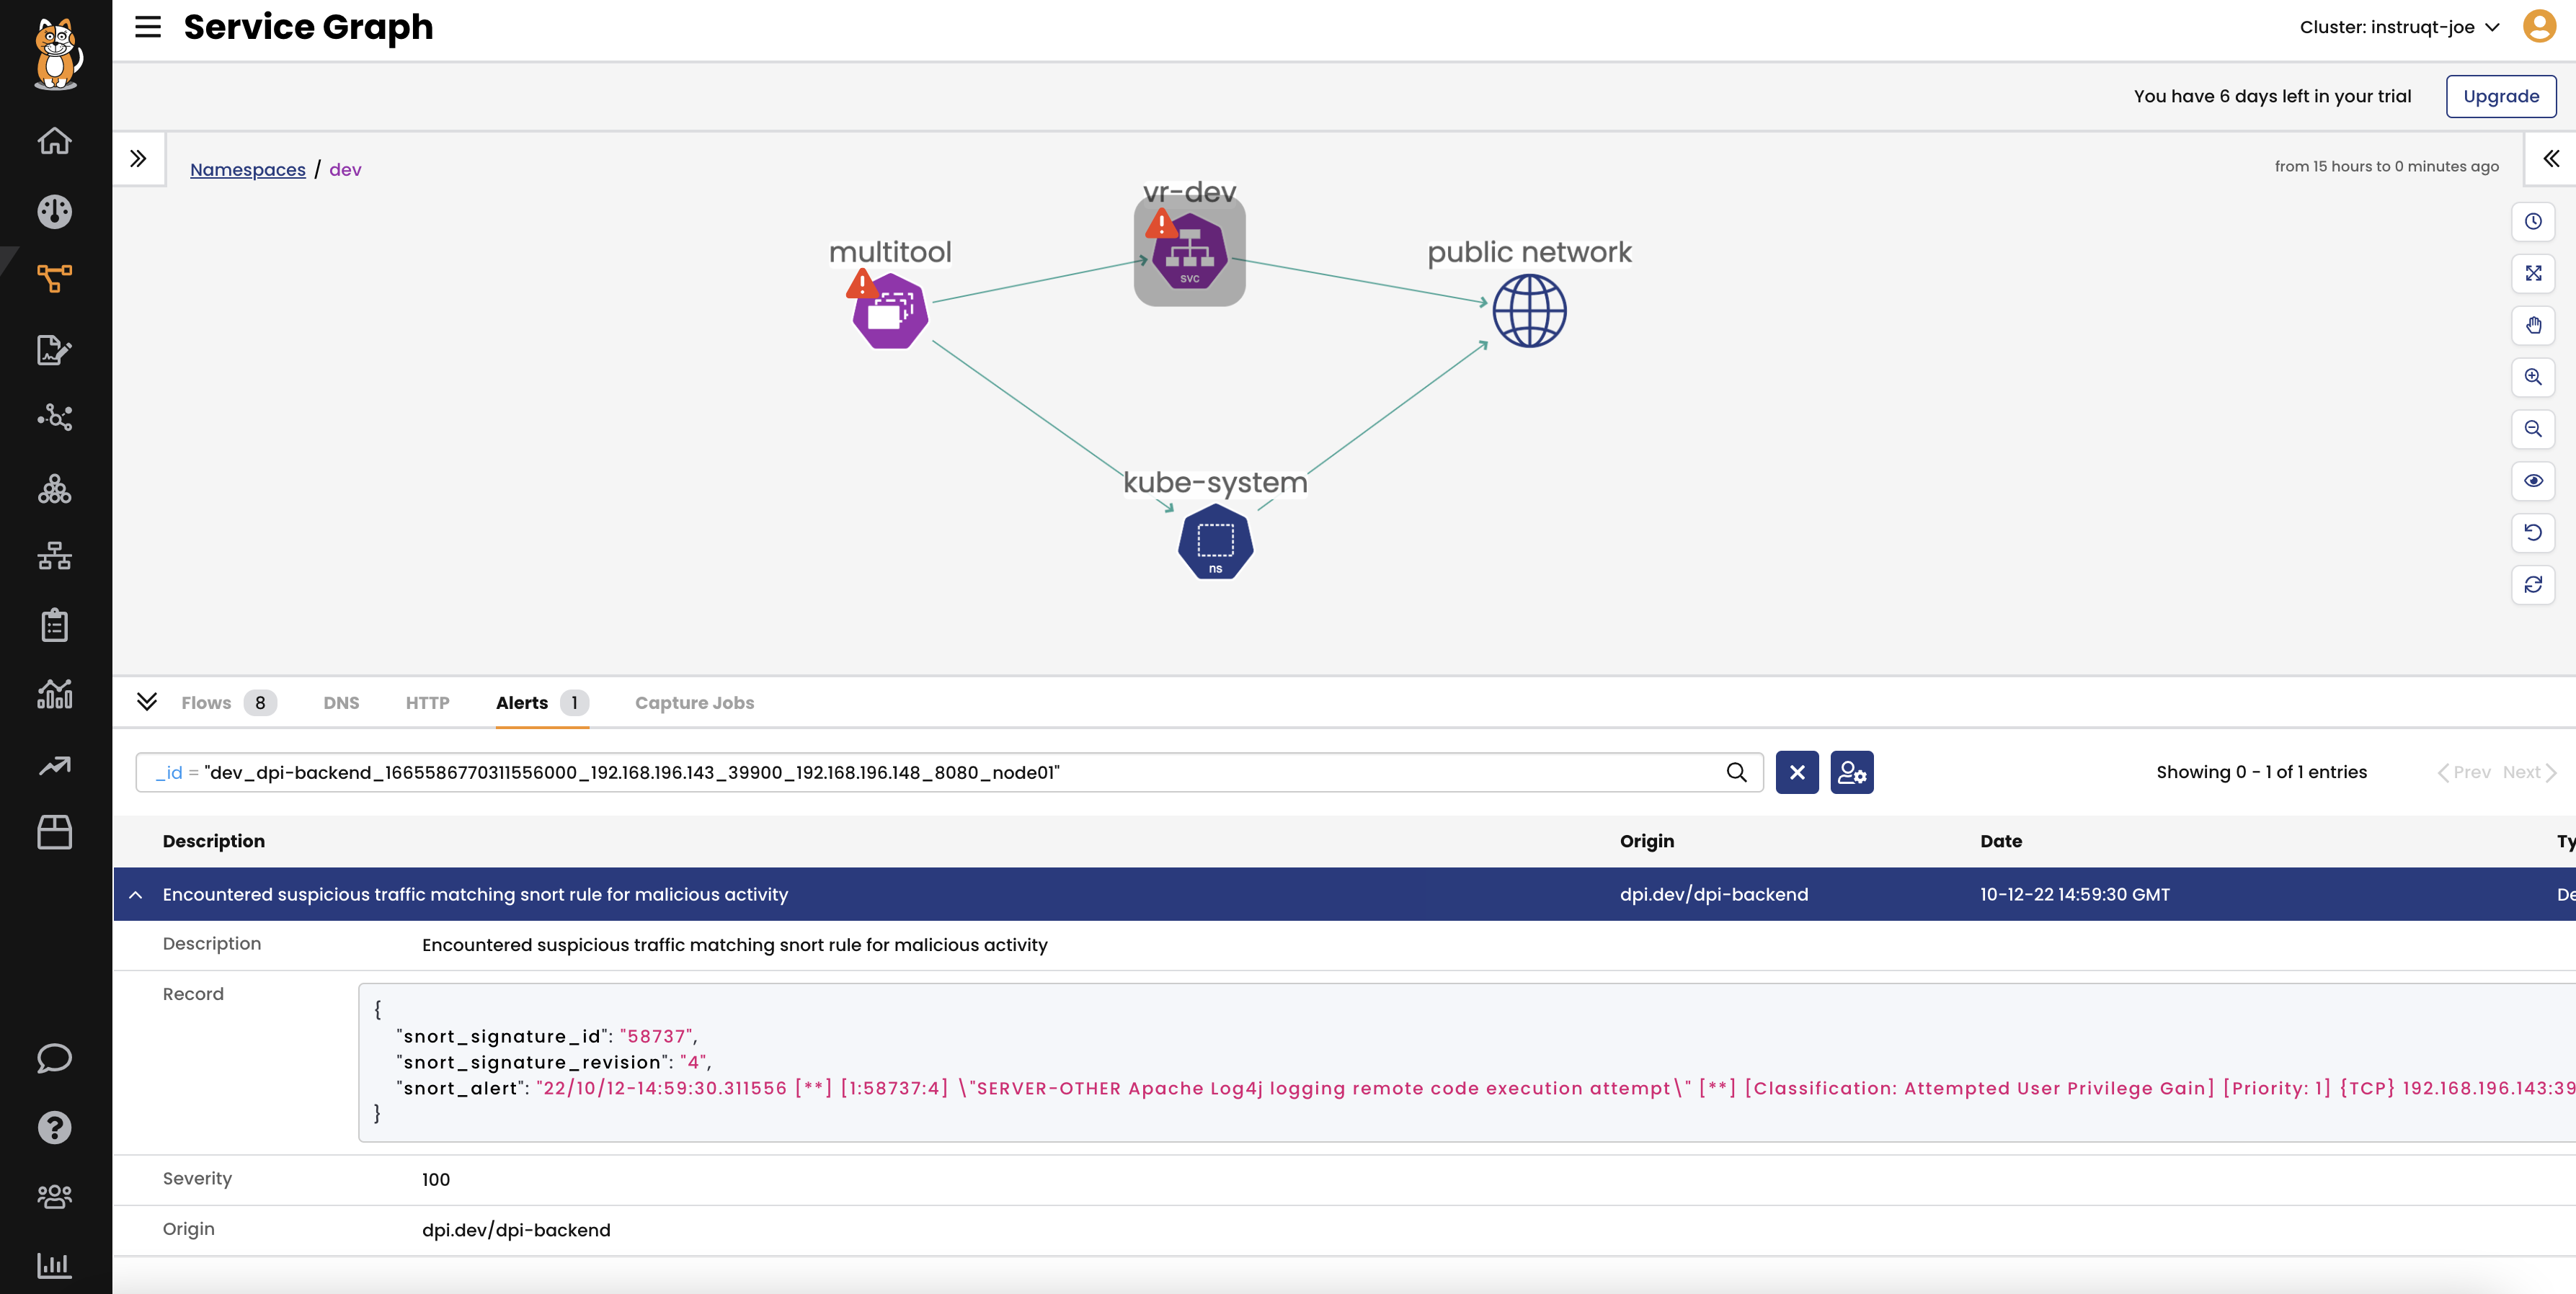 Service Graph
Cluster: instruqt-joe
You have 6 days left in your trial
Upgrade
Namespaces / dev
from 15 hours to 0 minutes ago
vr-dev
svc
multitool
public network
kube-system
ns
Flows 8 DNS HTTP Alerts 1 Capture Jobs
_id = "dev_dpi-backend_1665586770311556000_192.168.196.143_39900_192.168.196.148_8080_node01"
Showing 0 - 1 of 1 entries
Prev Next
Description Origin Date Ty
Encountered suspicious traffic matching snort rule for malicious activity dpi.dev/dpi-backend 10-12-22 14:59:30 GMT De
Description Encountered suspicious traffic matching snort rule for malicious activity
Record
{
"snort_signature_id": "58737",
"snort_signature_revision": "4",
"snort_alert": "22/10/12-14:59:30.311556 [**] [1:58737:4] \"SERVER-OTHER Apache Log4j logging remote code execution attempt\" [**] [Classification: Attempted User Privilege Gain] [Priority: 1] {TCP} 192.168.196.143:39
}
Severity 100
Origin dpi.dev/dpi-backend